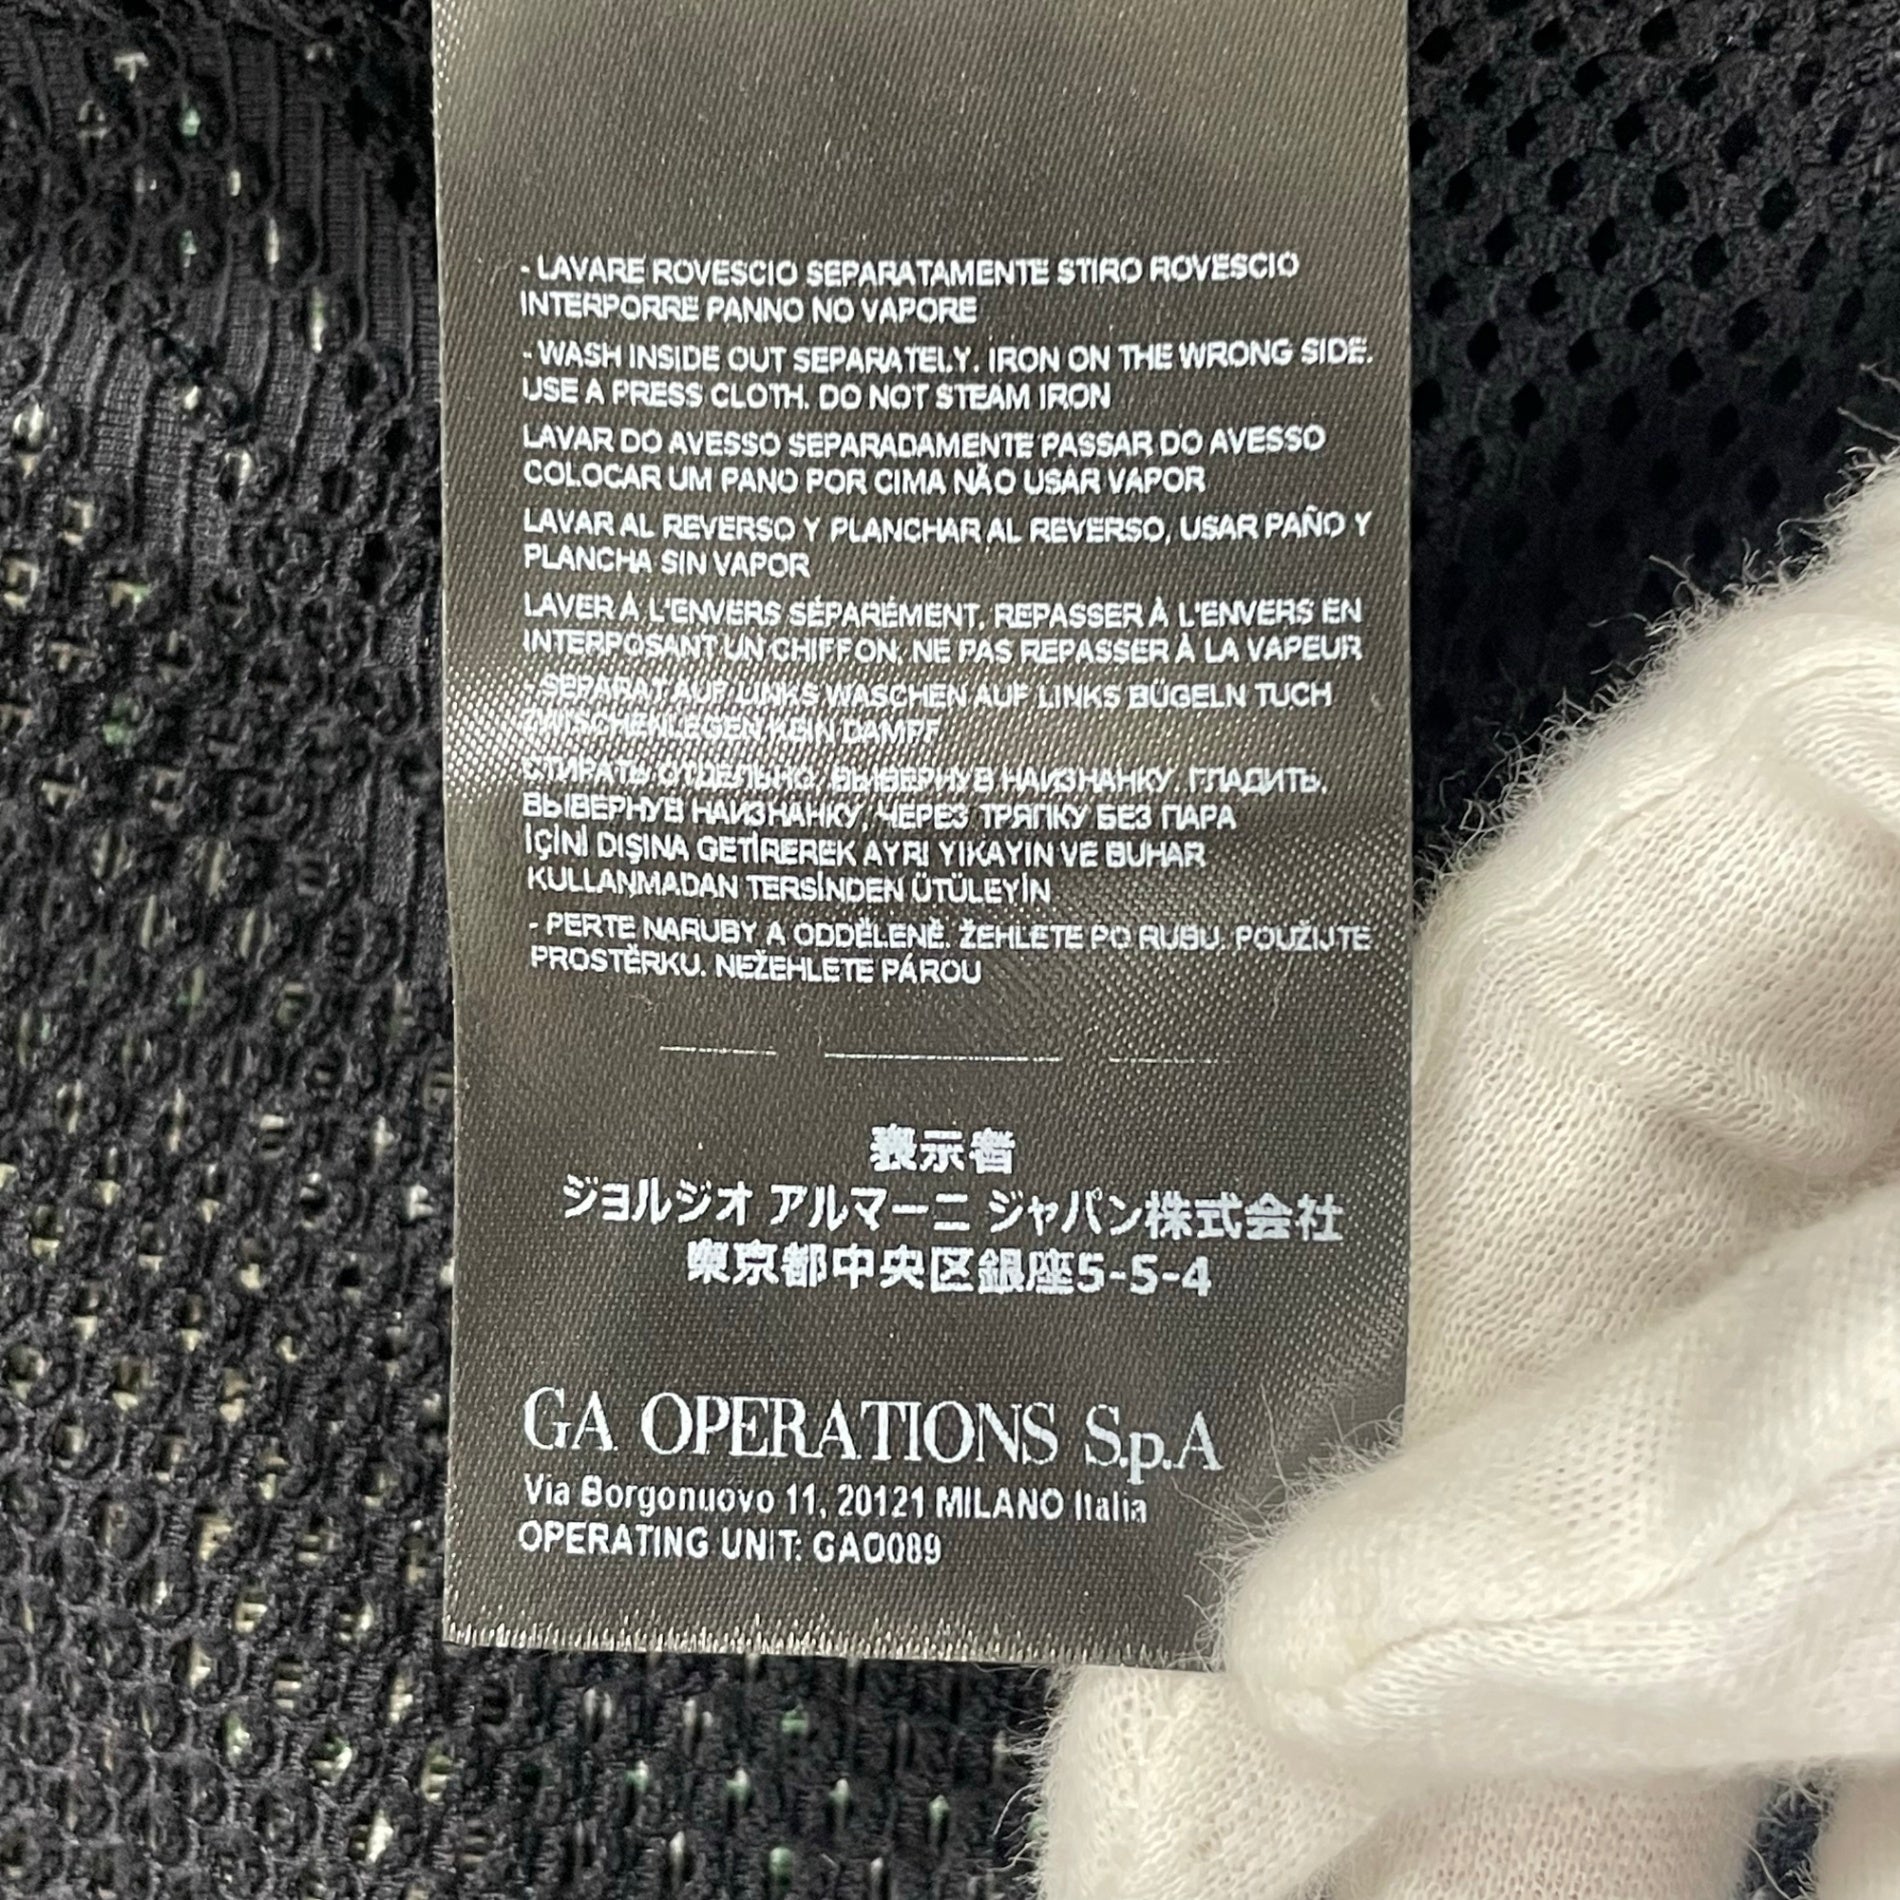 - LAVARE ROVESCIO SEPARATAMENTE STIRO ROVESCIO
INTERPORRE PANNO NO VAPORE
- WASH INSIDE OUT SEPARATELY. IRON ON THE WRONG SIDE.
USE A PRESS CLOTH. DO NOT STEAM IRON
LAVAR DO AVESSO SEPARADAMENTE PASSAR DO AVESSO
COLOCAR UM PANO POR CIMA NÃO USAR VAPOR
LAVAR AL REVERSO Y PLANCHAR AL REVERSO, USAR PAÑO Y
PLANCHA SIN VAPOR
LAVER À L'ENVERS SÉPARÉMENT. REPASSER À L'ENVERS EN
INTERPOSANT UN CHIFFON. NE PAS REPASSER À LA VAPEUR
- SEPARAT AUF LINKS WASCHEN AUF LINKS BÜGELN TUCH
ZWISCHENLEGEN KEIN DAMPF
СТИРАТЬ ОТДЕЛЬНО, ВЫВЕРНУВ НАИЗНАНКУ. ГЛАДИТЬ,
ВЫВЕРНУВ НАИЗНАНКУ, ЧЕРЕЗ ТРЯПКУ БЕЗ ПАРА
İÇİNİ DIŞINA GETİREREK AYRI YIKAYIN VE BUHAR
KULLANMADAN TERSİNDEN ÜTÜLEYİN
- PERTE NARUBY A ODDĚLENĚ. ŽEHLETE PO RUBU. POUŽIJTE
PROSTĚRKU. NEŽEHLETE PÁROU
表示者
ジョルジオ アルマーニ ジャパン株式会社
東京都中央区銀座5-5-4
GA OPERATIONS S.p.A
Via Borgonuovo 11, 20121 MILANO Italia
OPERATING UNIT: GAO089